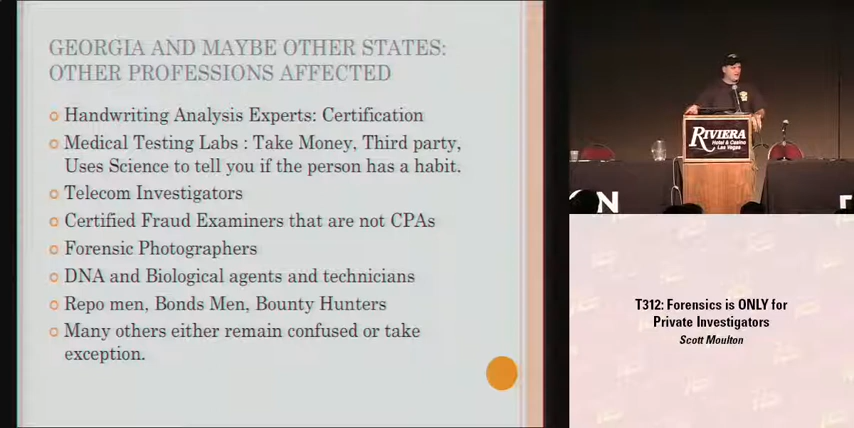 GEORGIA AND MAYBE OTHER STATES:
OTHER PROFESSIONS AFFECTED
Handwriting Analysis Experts: Certification
Medical Testing Labs : Take Money, Third party,
Uses Science to tell you if the person has a habit.
Telecom Investigators
Certified Fraud Examiners that are not CPAs
Forensic Photographers
DNA and Biological agents and technicians
Repo men, Bonds Men, Bounty Hunters
Many others either remain confused or take
exception.
RIVIERA
Hotel & Casino
Las Vegas
ON
T312: Forensics is ONLY for
Private Investigators
Scott Moulton